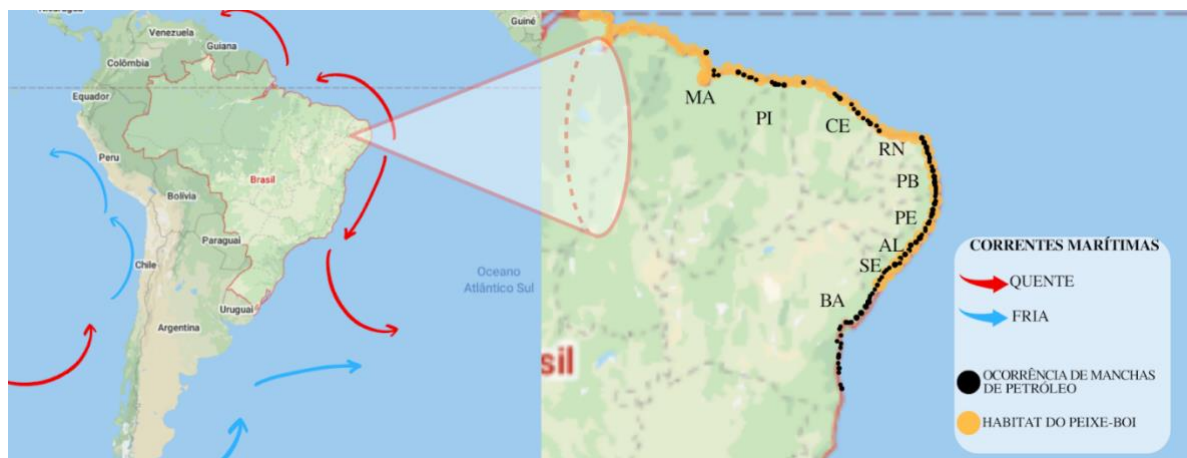 Nicarágua
Venezuela
Guiana
Guiné
Colômbia
Equador
Peru
Brasil
Bolívia
Paraguai
Chile
Oceano
Atlântico Sul
Uruguai
Argentina
MA
PI
CE
RN
PB
PE
AL
SE
BA
sil
CORRENTES MARÍTIMAS
QUENTE
FRIA
OCORRÊNCIA DE MANCHAS
DE PETRÓLEO
HABITAT DO PEIXE-BOI